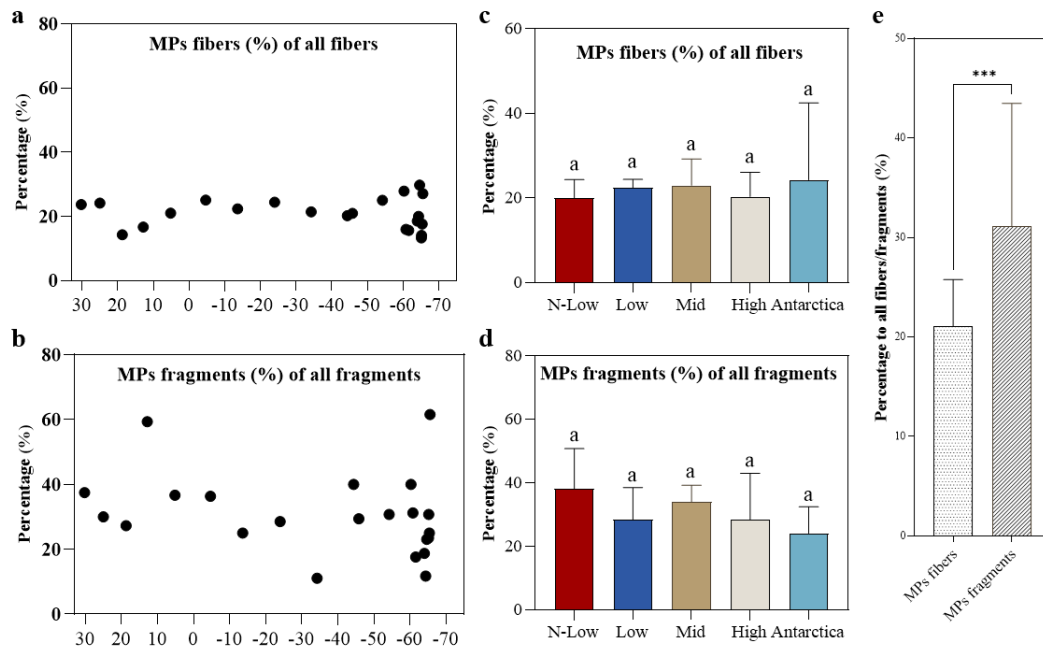 a
MPs fibers (%) of all fibers
Percentage (%)
80
60
40
20
0
30 20 10 0 -10 -20 -30 -40 -50 -60 -70
b
MPs fragments (%) of all fragments
Percentage (%)
80
60
40
20
0
30 20 10 0 -10 -20 -30 -40 -50 -60 -70
c
MPs fibers (%) of all fibers
Percentage (%)
60
40
20
0
a a a a a
N-Low Low Mid High Antarctica
d
MPs fragments (%) of all fragments
Percentage (%)
80
60
40
20
0
a a a a a
N-Low Low Mid High Antarctica
e
Percentage to all fibers/fragments (%)
50
40
30
20
10
0
***
MPs fibers
MPs fragments